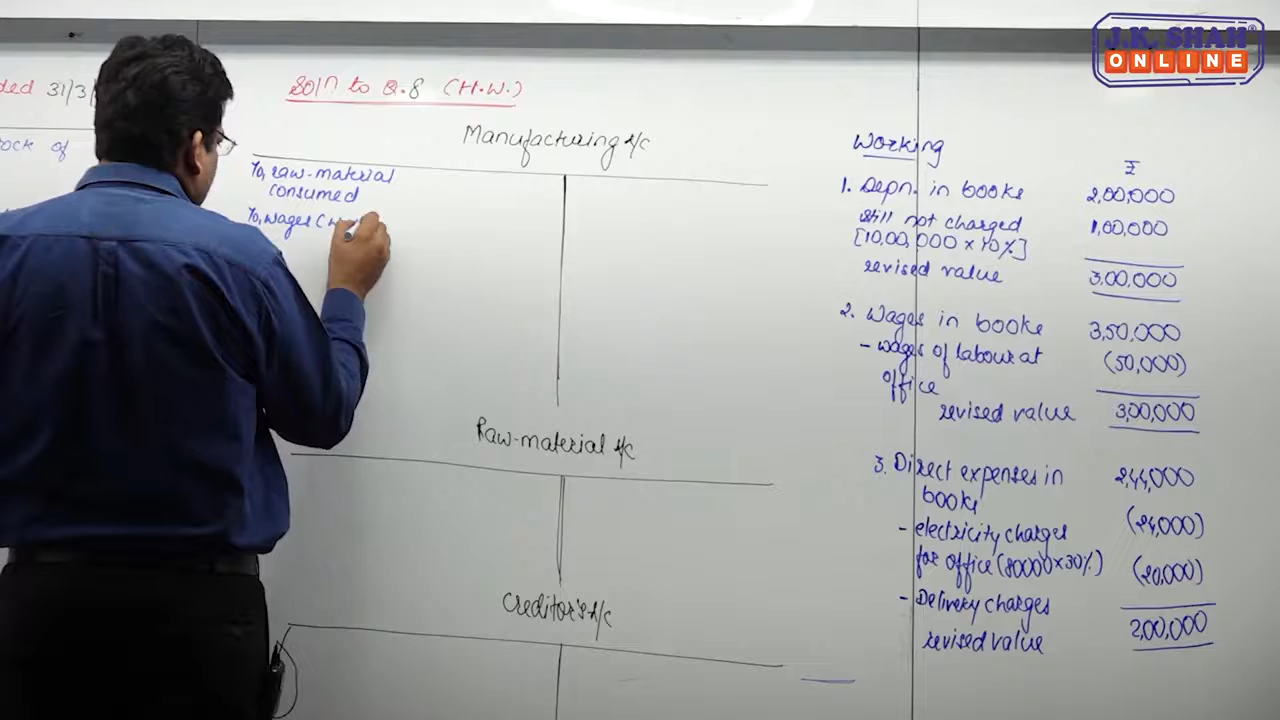 J.K. SHAH®
ONLINE
ded 31/3/
Soln to Q.8 (H.W.)
ock of
Manufacturing A/c
To, raw-material
consumed
To, wages (
Raw-material A/c
Creditor's A/c
Working
₹
1. Depn. in books 2,00,000
still not charged 1,00,000
[10,00,000 × 10%]
revised value 3,00,000
2. Wages in books 3,50,000
- wages of labour at (50,000)
office
revised value 3,00,000
3. Direct expenses in 2,44,000
books
- electricity charges (24,000)
for office (80000 × 30%)
- Delivery charges (20,000)
revised value 2,00,000